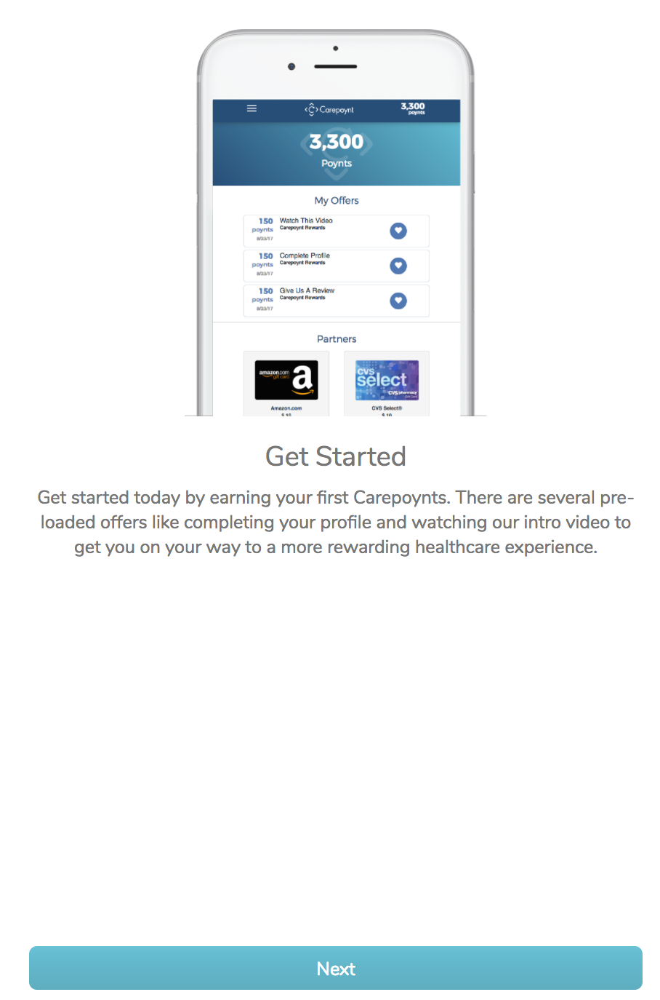 Carepoynt
3,300
poynts
3,300
Poynts
My Offers
150
poynts
8/23/17
Watch This Video
Carepoynt Rewards
150
poynts
8/23/17
Complete Profile
Carepoynt Rewards
150
poynts
8/23/17
Give Us A Review
Carepoynt Rewards
Partners
amazon.com
gift card
a
Amazon.com
$ 10
CVS
select
CVS/pharmacy
Gift Card
CVS Select®
$ 10
Get Started
Get started today by earning your first Carepoynts. There are several pre-
loaded offers like completing your profile and watching our intro video to
get you on your way to a more rewarding healthcare experience.
Next